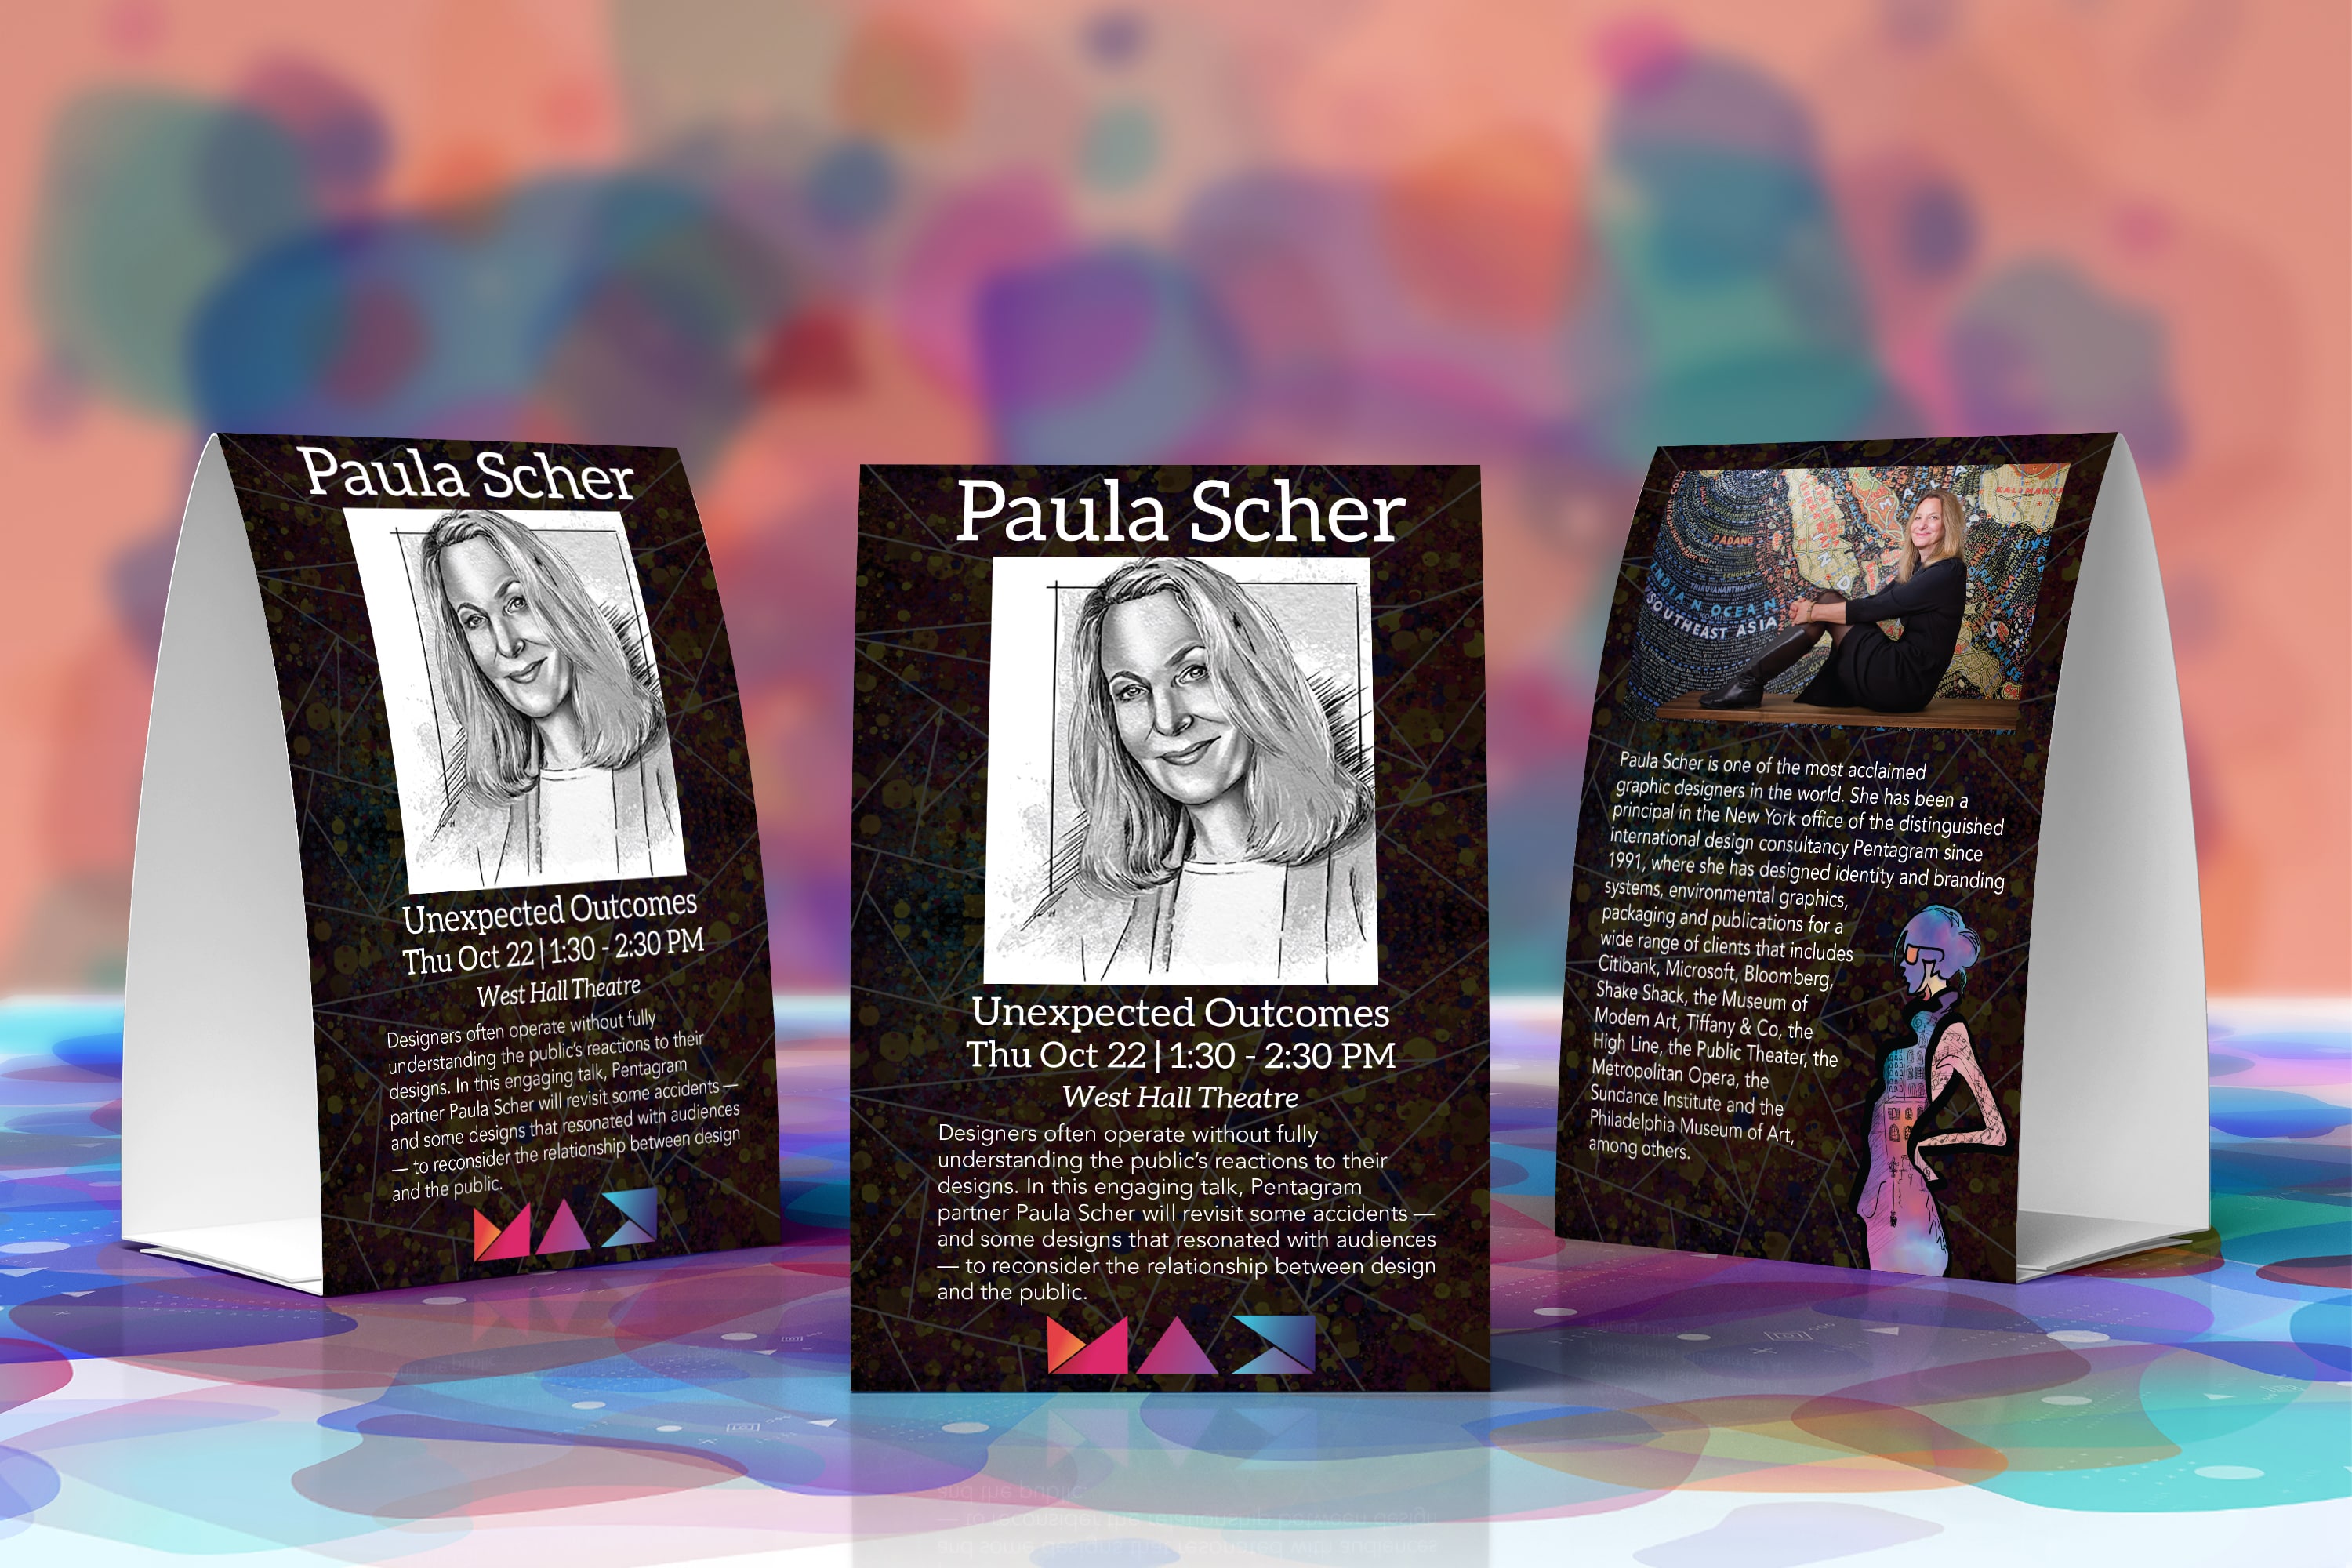 Paula Scher
Unexpected Outcomes
Thu Oct 22 | 1:30 - 2:30 PM
West Hall Theatre
Designers often operate without fully
understanding the public's reactions to their
designs. In this engaging talk, Pentagram
partner Paula Scher will revisit some accidents —
and some designs that resonated with audiences
— to reconsider the relationship between design
and the public.
Paula Scher
Unexpected Outcomes
Thu Oct 22 | 1:30 - 2:30 PM
West Hall Theatre
Designers often operate without fully
understanding the public's reactions to their
designs. In this engaging talk, Pentagram
partner Paula Scher will revisit some accidents —
and some designs that resonated with audiences
— to reconsider the relationship between design
and the public.
PADANG
INDIAN OCEAN
SOUTHEAST ASIA
Paula Scher is one of the most acclaimed
graphic designers in the world. She has been a
principal in the New York office of the distinguished
international design consultancy Pentagram since
1991, where she has designed identity and branding
systems, environmental graphics,
packaging and publications for a
wide range of clients that includes
Citibank, Microsoft, Bloomberg,
Shake Shack, the Museum of
Modern Art, Tiffany & Co, the
High Line, the Public Theater, the
Metropolitan Opera, the
Sundance Institute and the
Philadelphia Museum of Art,
among others.